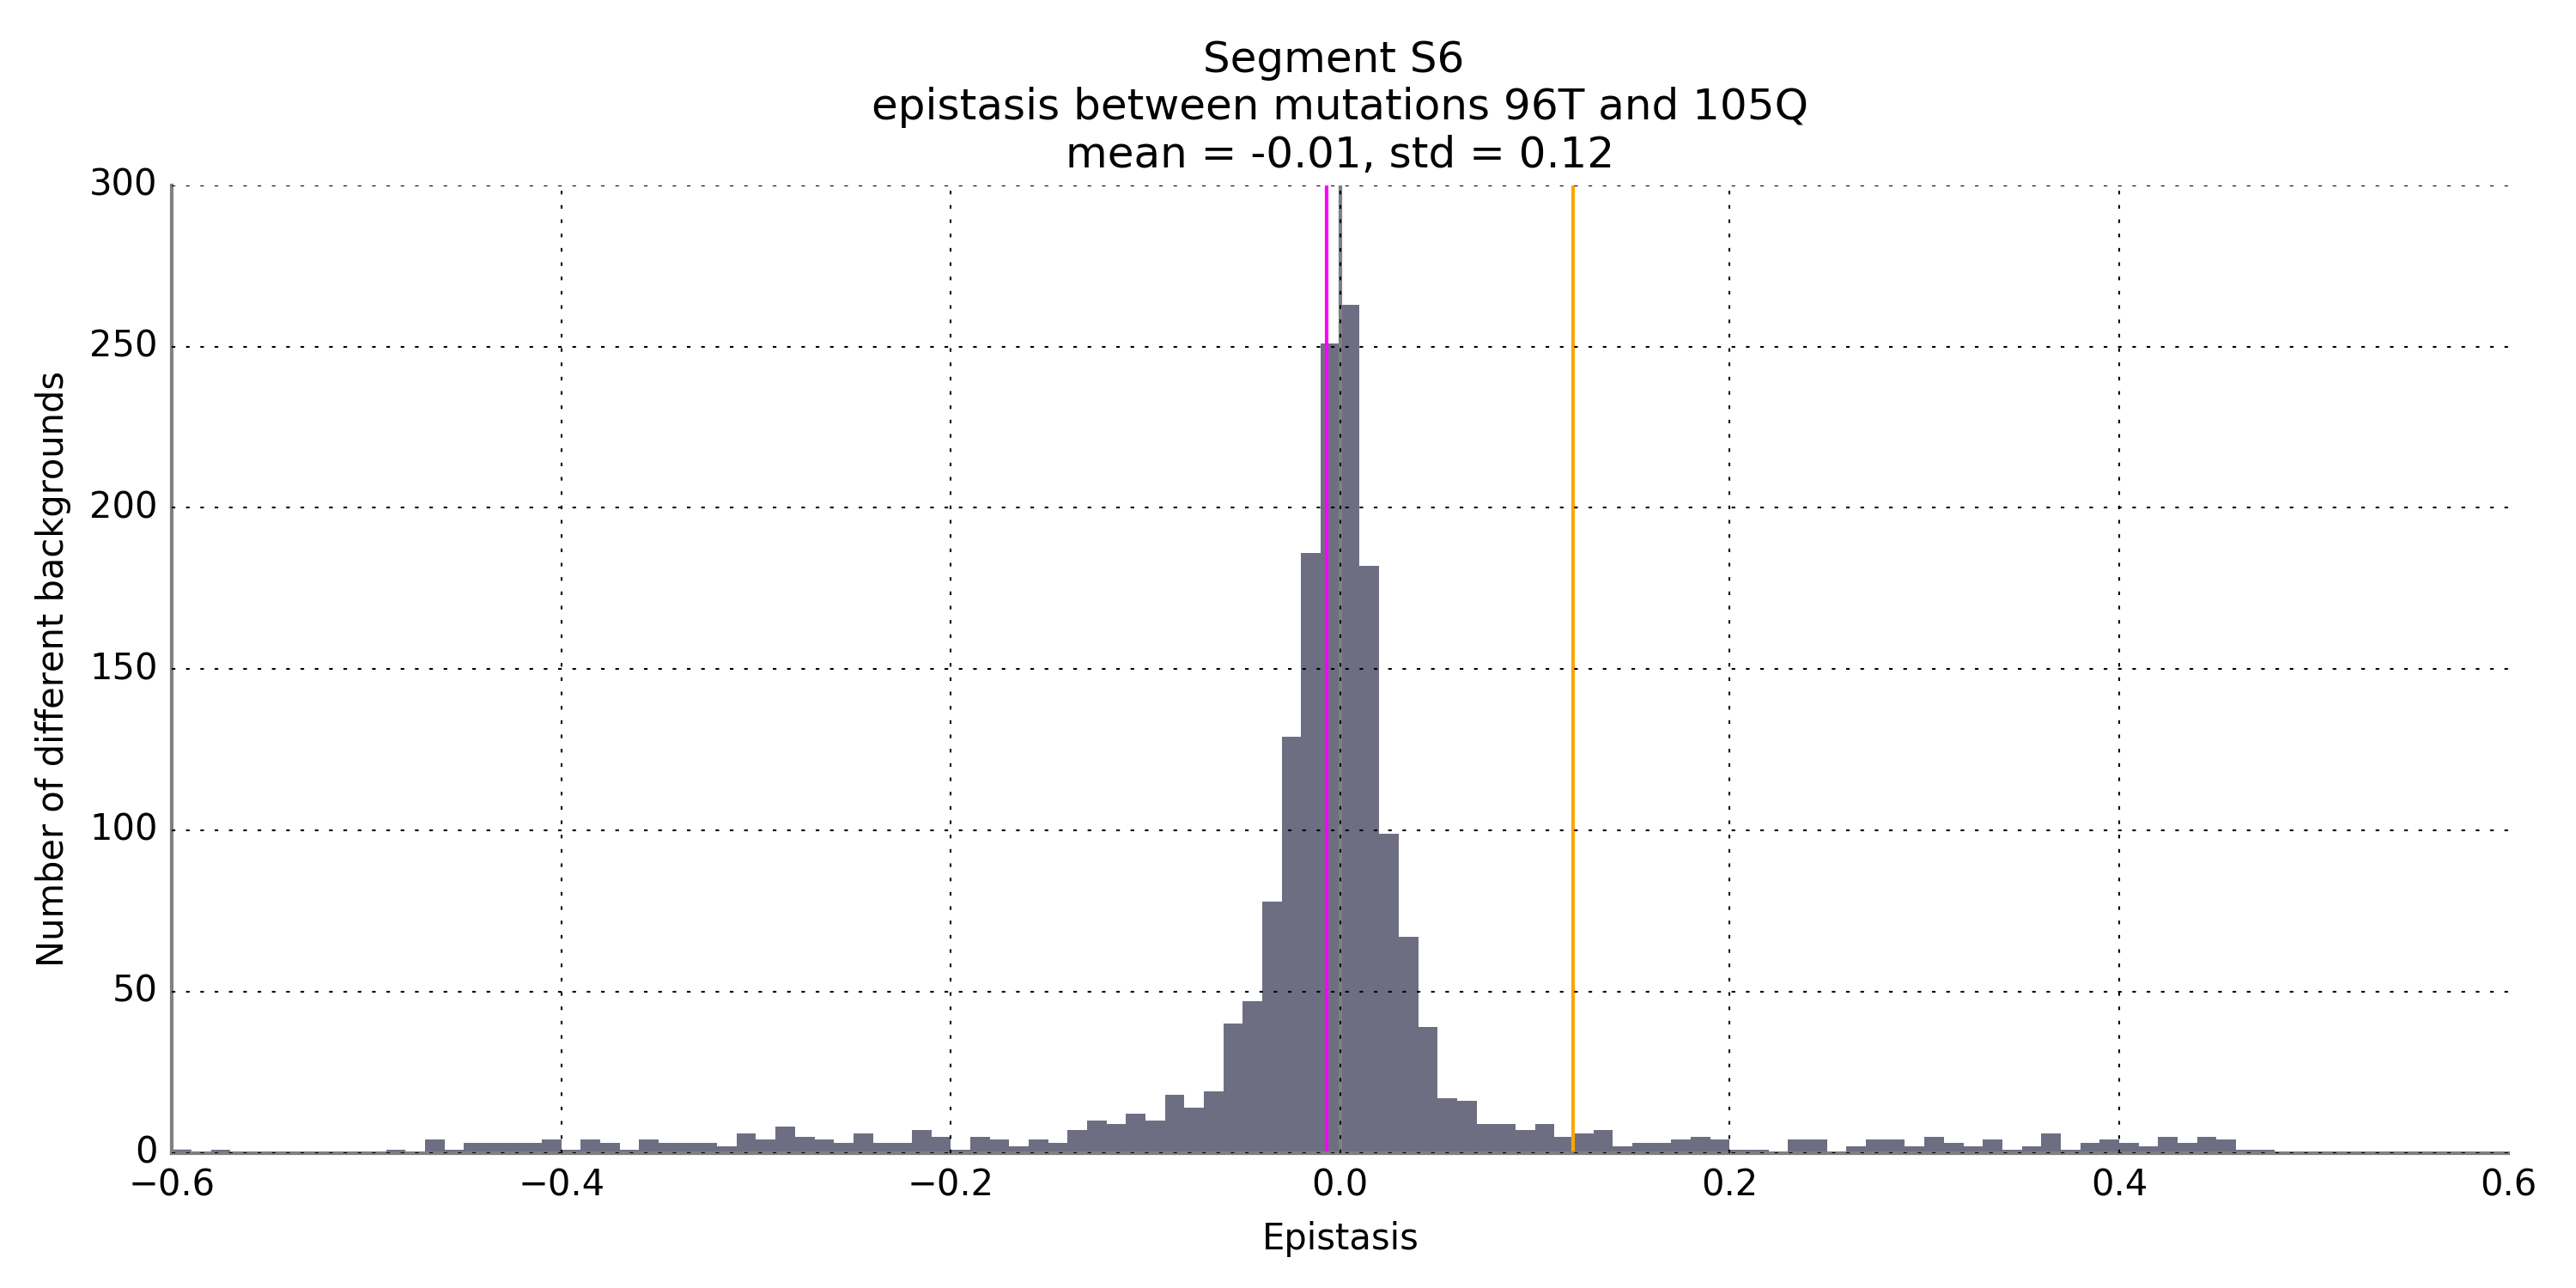 Segment S6
epistasis between mutations 96T and 105Q
mean = -0.01, std = 0.12
300
250
200
150
100
50
0
Number of different backgrounds
−0.6 −0.4 −0.2 0.0 0.2 0.4 0.6
Epistasis